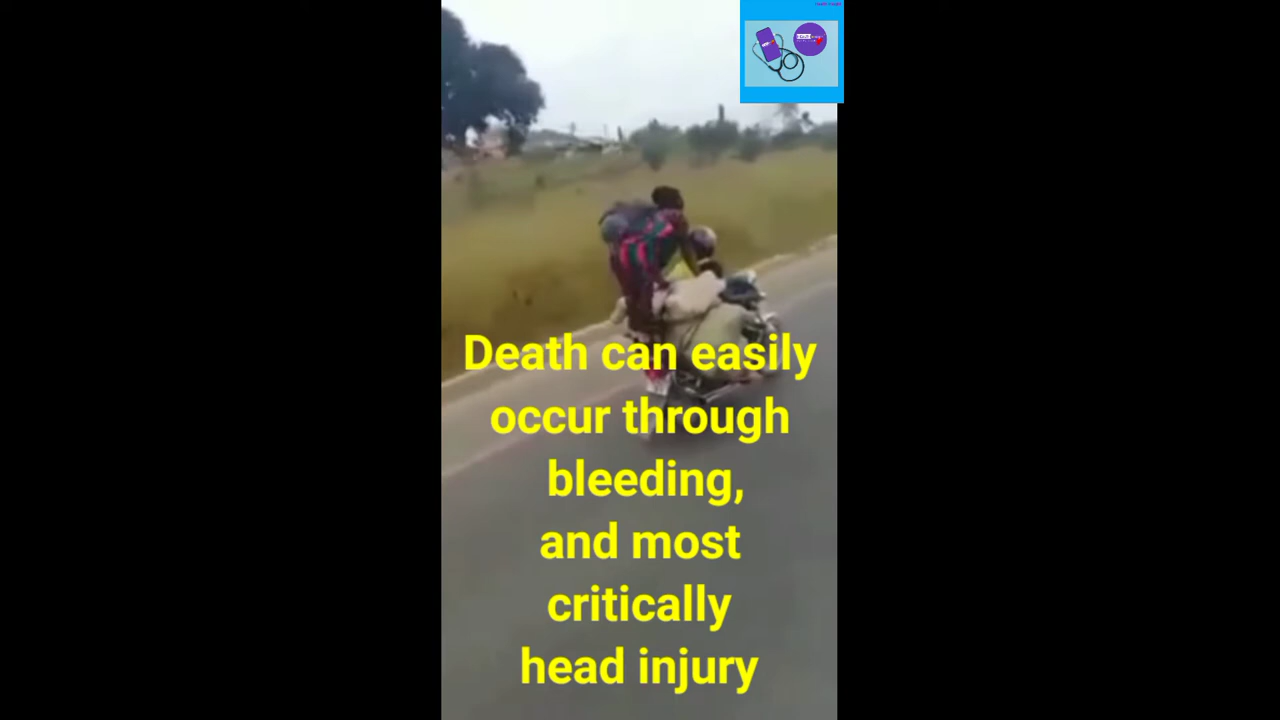 Death can easily
occur through
bleeding,
and most
critically
head injury